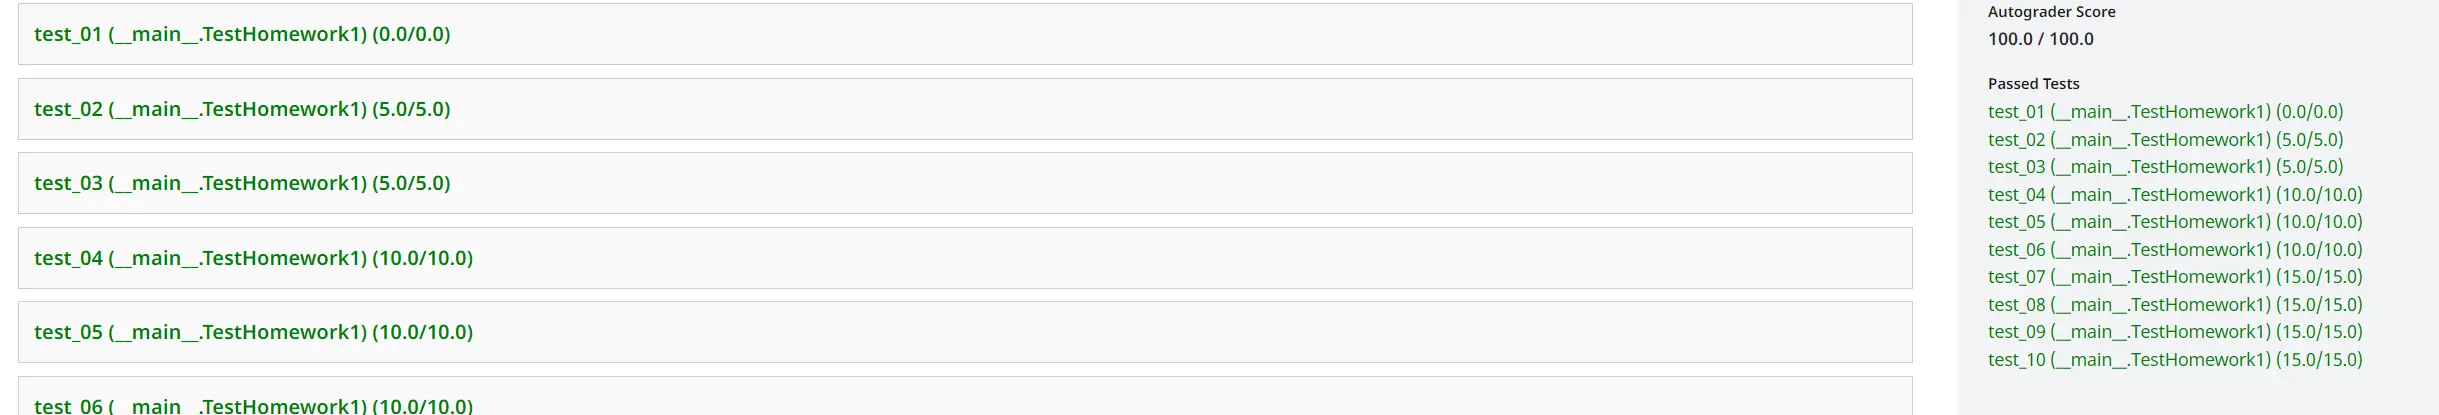 test_01 (__main__.TestHomework1) (0.0/0.0)
test_02 (__main__.TestHomework1) (5.0/5.0)
test_03 (__main__.TestHomework1) (5.0/5.0)
test_04 (__main__.TestHomework1) (10.0/10.0)
test_05 (__main__.TestHomework1) (10.0/10.0)
test_06 (__main__.TestHomework1) (10.0/10.0)
Autograder Score
100.0 / 100.0
Passed Tests
test_01 (__main__.TestHomework1) (0.0/0.0)
test_02 (__main__.TestHomework1) (5.0/5.0)
test_03 (__main__.TestHomework1) (5.0/5.0)
test_04 (__main__.TestHomework1) (10.0/10.0)
test_05 (__main__.TestHomework1) (10.0/10.0)
test_06 (__main__.TestHomework1) (10.0/10.0)
test_07 (__main__.TestHomework1) (15.0/15.0)
test_08 (__main__.TestHomework1) (15.0/15.0)
test_09 (__main__.TestHomework1) (15.0/15.0)
test_10 (__main__.TestHomework1) (15.0/15.0)